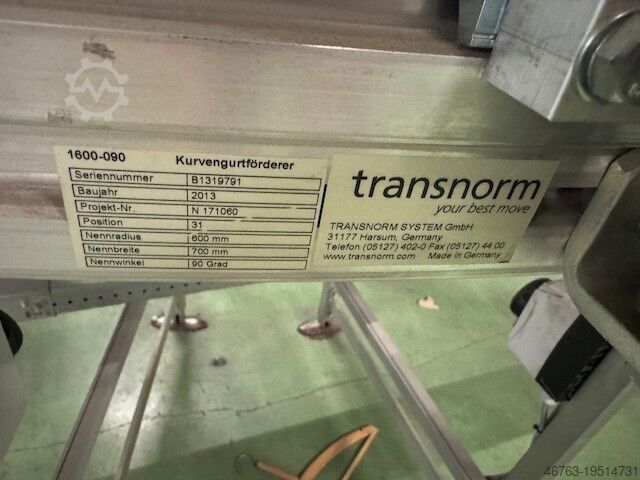 1600-090 Kurvengurtförderer
Seriennummer B1319791
Baujahr 2013
Projekt-Nr. N 171060
Position 31
Nennradius 600 mm
Nennbreite 700 mm
Nennwinkel 90 Grad
transnorm
your best move
TRANSNORM SYSTEM GmbH
31177 Harsum, Germany
Telefon (05127) 402-0 Fax (05127) 44 00
www.transnorm.com Made in Germany
46763-19514731